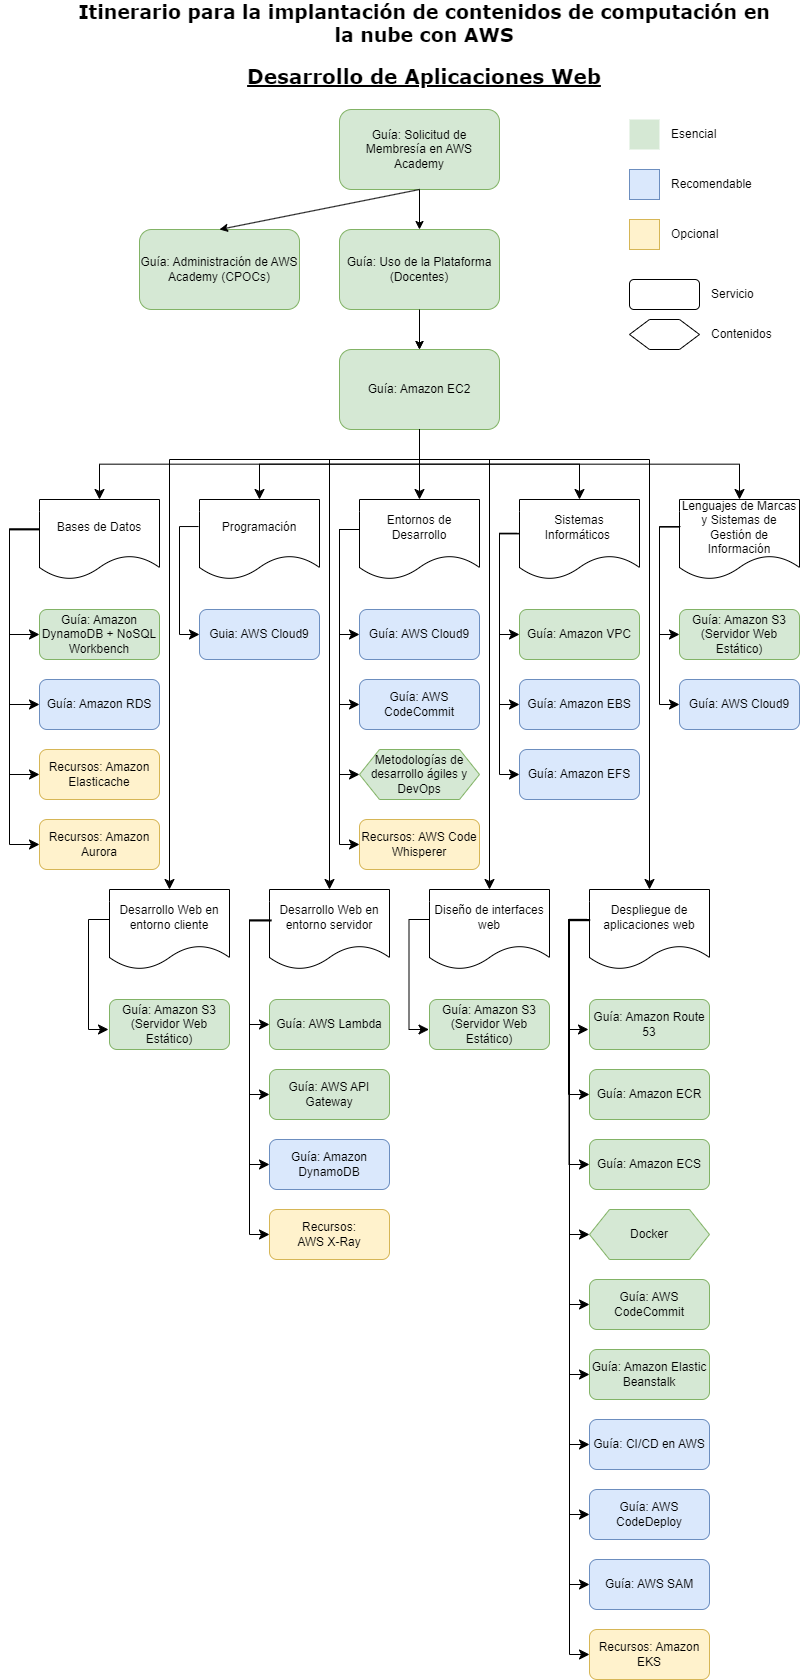 Itinerario para la implantación de contenidos de computación en
la nube con AWS
Desarrollo de Aplicaciones Web
Guía: Solicitud de
Membresía en AWS
Academy
Esencial
Recomendable
Opcional
Servicio
Contenidos
Guía: Administración de AWS
Academy (CPOCs)
Guía: Uso de la Plataforma
(Docentes)
Guía: Amazon EC2
Bases de Datos
Programación
Entornos de
Desarrollo
Sistemas
Informáticos
Lenguajes de Marcas
y Sistemas de
Gestión de
Información
Guía: Amazon
DynamoDB + NoSQL
Workbench
Guía: Amazon RDS
Recursos: Amazon
Elasticache
Recursos: Amazon
Aurora
Guia: AWS Cloud9
Guía: AWS Cloud9
Guía: AWS
CodeCommit
Metodologías de
desarrollo ágiles y
DevOps
Recursos: AWS Code
Whisperer
Guía: Amazon VPC
Guía: Amazon EBS
Guía: Amazon EFS
Guía: Amazon S3
(Servidor Web
Estático)
Guía: AWS Cloud9
Desarrollo Web en
entorno cliente
Desarrollo Web en
entorno servidor
Diseño de interfaces
web
Despliegue de
aplicaciones web
Guía: Amazon S3
(Servidor Web
Estático)
Guía: AWS Lambda
Guía: AWS API
Gateway
Guía: Amazon
DynamoDB
Recursos:
AWS X-Ray
Guía: Amazon S3
(Servidor Web
Estático)
Guía: Amazon Route
53
Guía: Amazon ECR
Guía: Amazon ECS
Docker
Guía: AWS
CodeCommit
Guía: Amazon Elastic
Beanstalk
Guía: CI/CD en AWS
Guía: AWS
CodeDeploy
Guía: AWS SAM
Recursos: Amazon
EKS